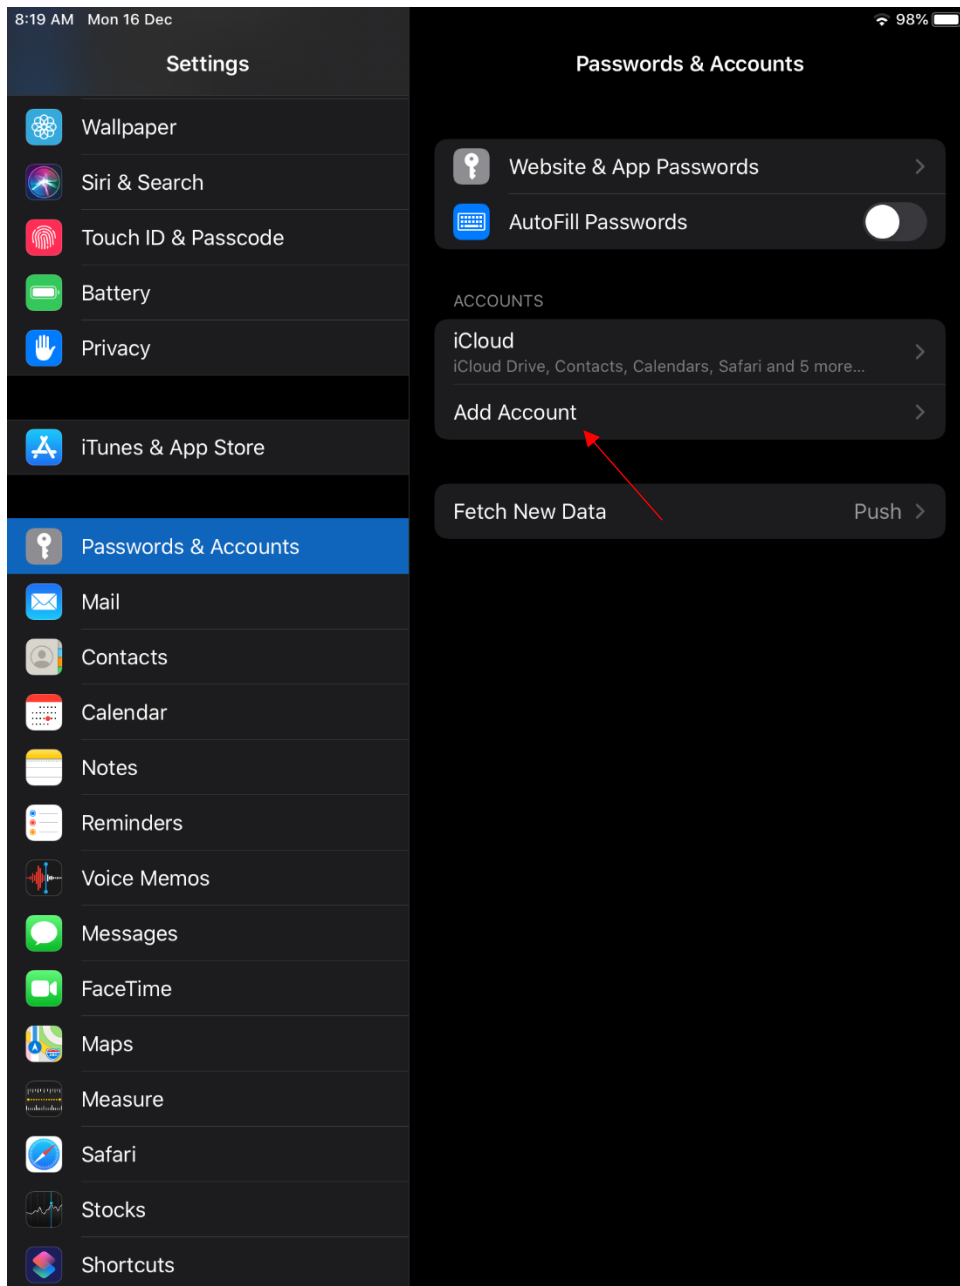 8:19 AM Mon 16 Dec
98%
Settings
Wallpaper
Siri & Search
Touch ID & Passcode
Battery
Privacy
iTunes & App Store
Passwords & Accounts
Mail
Contacts
Calendar
Notes
Reminders
Voice Memos
Messages
FaceTime
Maps
Measure
Safari
Stocks
Shortcuts
Passwords & Accounts
Website & App Passwords
AutoFill Passwords
ACCOUNTS
iCloud
iCloud Drive, Contacts, Calendars, Safari and 5 more...
Add Account
Fetch New Data Push